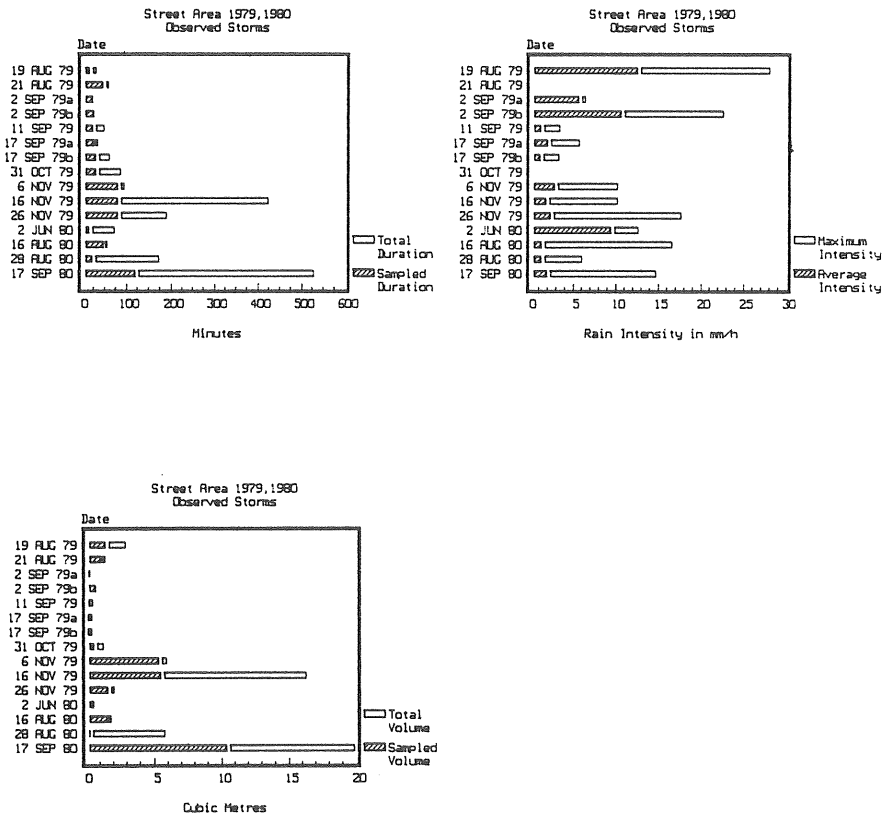 Street Area 1979,1980
Observed Storms
Date
19 AUG 79
21 AUG 79
2 SEP 79a
2 SEP 79b
11 SEP 79
17 SEP 79a
17 SEP 79b
31 OCT 79
6 NOV 79
16 NOV 79
26 NOV 79
2 JUN 80
16 AUG 80
28 AUG 80
17 SEP 80
Total
Duration
Sampled
Duration
0 100 200 300 400 500 600
Minutes
Street Area 1979,1980
Observed Storms
Date
19 AUG 79
21 AUG 79
2 SEP 79a
2 SEP 79b
11 SEP 79
17 SEP 79a
17 SEP 79b
31 OCT 79
6 NOV 79
16 NOV 79
26 NOV 79
2 JUN 80
16 AUG 80
28 AUG 80
17 SEP 80
Maximum
Intensity
Average
Intensity
0 5 10 15 20 25 30
Rain Intensity in mm/h
Street Area 1979,1980
Observed Storms
Date
19 AUG 79
21 AUG 79
2 SEP 79a
2 SEP 79b
11 SEP 79
17 SEP 79a
17 SEP 79b
31 OCT 79
6 NOV 79
16 NOV 79
26 NOV 79
2 JUN 80
16 AUG 80
28 AUG 80
17 SEP 80
Total
Volume
Sampled
Volume
0 5 10 15 20
Cubic Metres